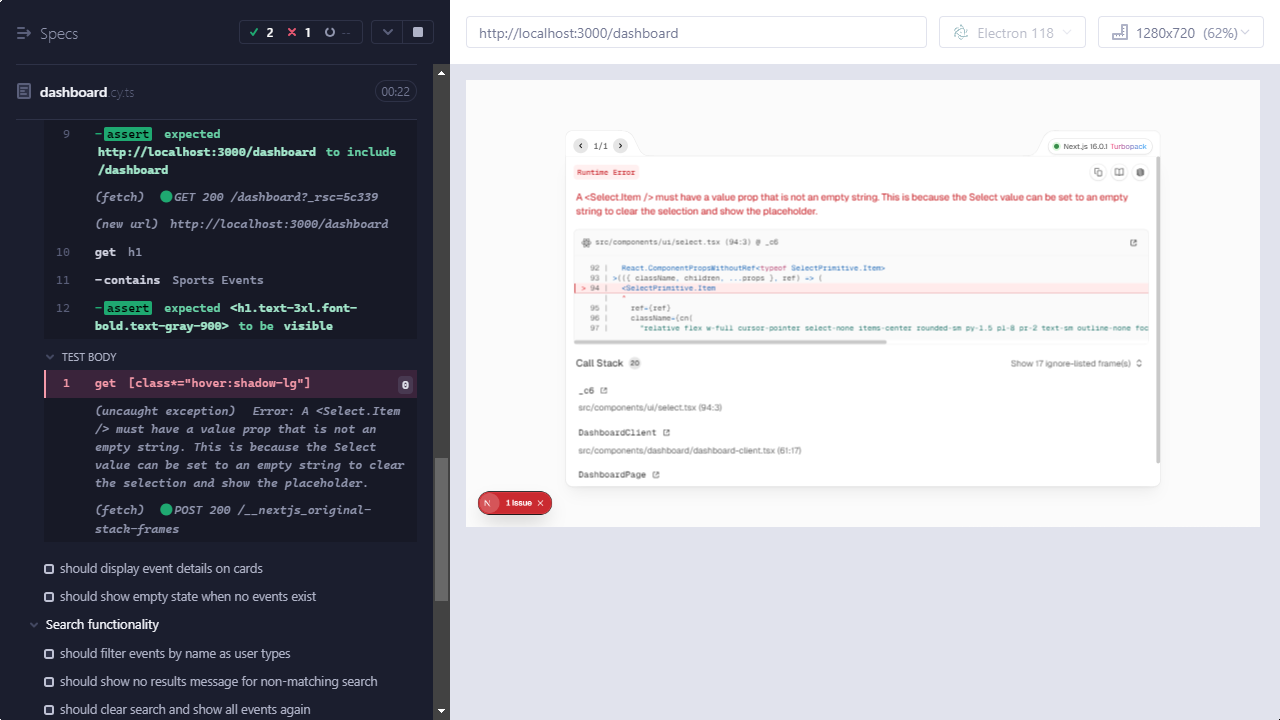 Specs
2
1
--
dashboard.cy.ts
00:22
9
-assert expected
http://localhost:3000/dashboard to include
/dashboard
(fetch) GET 200 /dashboard?_rsc=5c339
(new url) http://localhost:3000/dashboard
10 get h1
11 -contains Sports Events
12 -assert expected <h1.text-3xl.font-
bold.text-gray-900> to be visible
TEST BODY
1 get [class*="hover:shadow-lg"] 0
(uncaught exception) Error: A <Select.Item
/> must have a value prop that is not an
empty string. This is because the Select
value can be set to an empty string to clear
the selection and show the placeholder.
(fetch) POST 200 /__nextjs_original-
stack-frames
should display event details on cards
should show empty state when no events exist
Search functionality
should filter events by name as user types
should show no results message for non-matching search
should clear search and show all events again
http://localhost:3000/dashboard
Electron 118
1280x720 (62%)
1/1
Next.js 16.0.1 Turbopack
Runtime Error
A <Select.Item /> must have a value prop that is not an empty string. This is because the Select value can be set to an empty
string to clear the selection and show the placeholder.
src/components/ui/select.tsx (94:3) @ _c6
92 | React.ComponentPropsWithoutRef<typeof SelectPrimitive.Item>
93 | >(({ className, children, ...props }, ref) => (
> 94 | <SelectPrimitive.Item
| ^
95 | ref={ref}
96 | className={cn(
97 | "relative flex w-full cursor-pointer select-none items-center rounded-sm py-1.5 pl-8 pr-2 text-sm outline-none foc
Call Stack 20
Show 17 ignore-listed frame(s)
_c6
src/components/ui/select.tsx (94:3)
DashboardClient
src/components/dashboard/dashboard-client.tsx (61:17)
DashboardPage
N 1 Issue